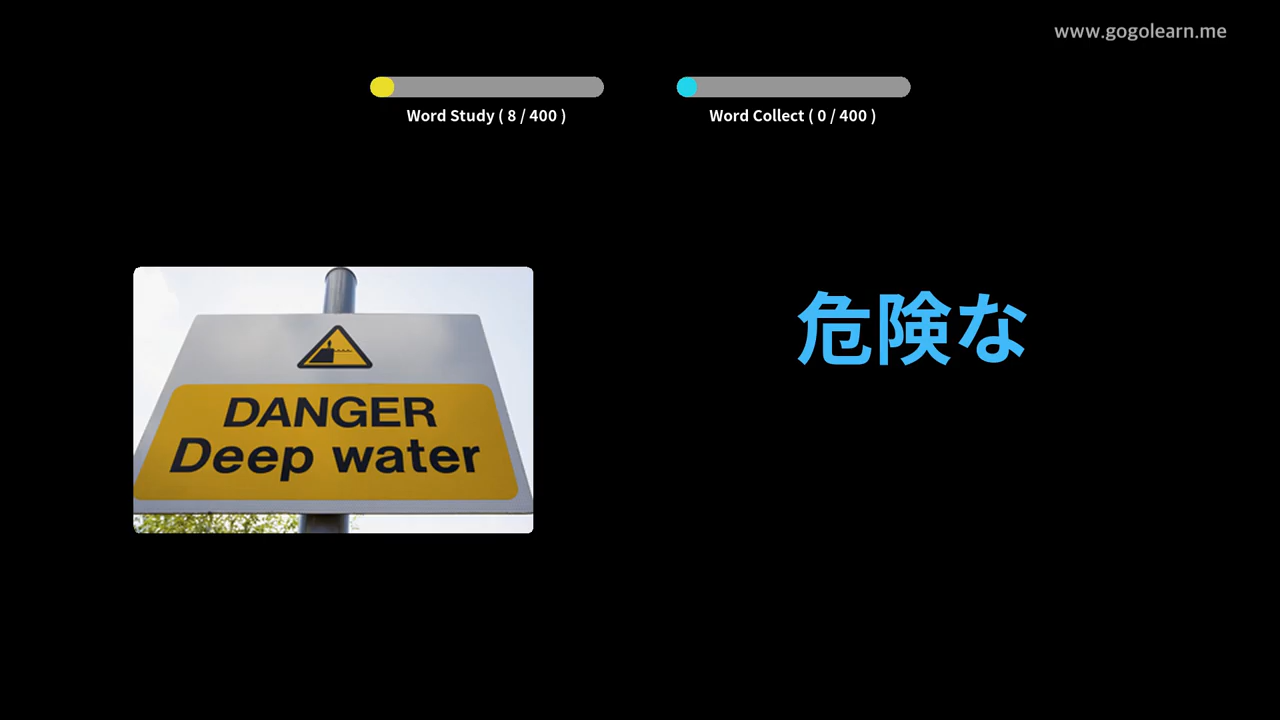 www.gogolearn.me
Word Study ( 8 / 400 )
Word Collect ( 0 / 400 )
危険な
DANGER
Deep water